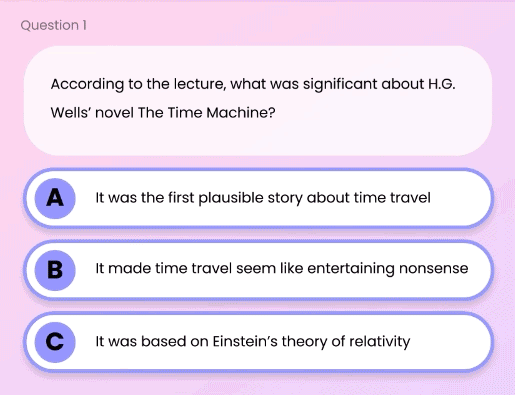 Question 1
According to the lecture, what was significant about H.G.
Wells’ novel The Time Machine?
A It was the first plausible story about time travel
B It made time travel seem like entertaining nonsense
C It was based on Einstein’s theory of relativity